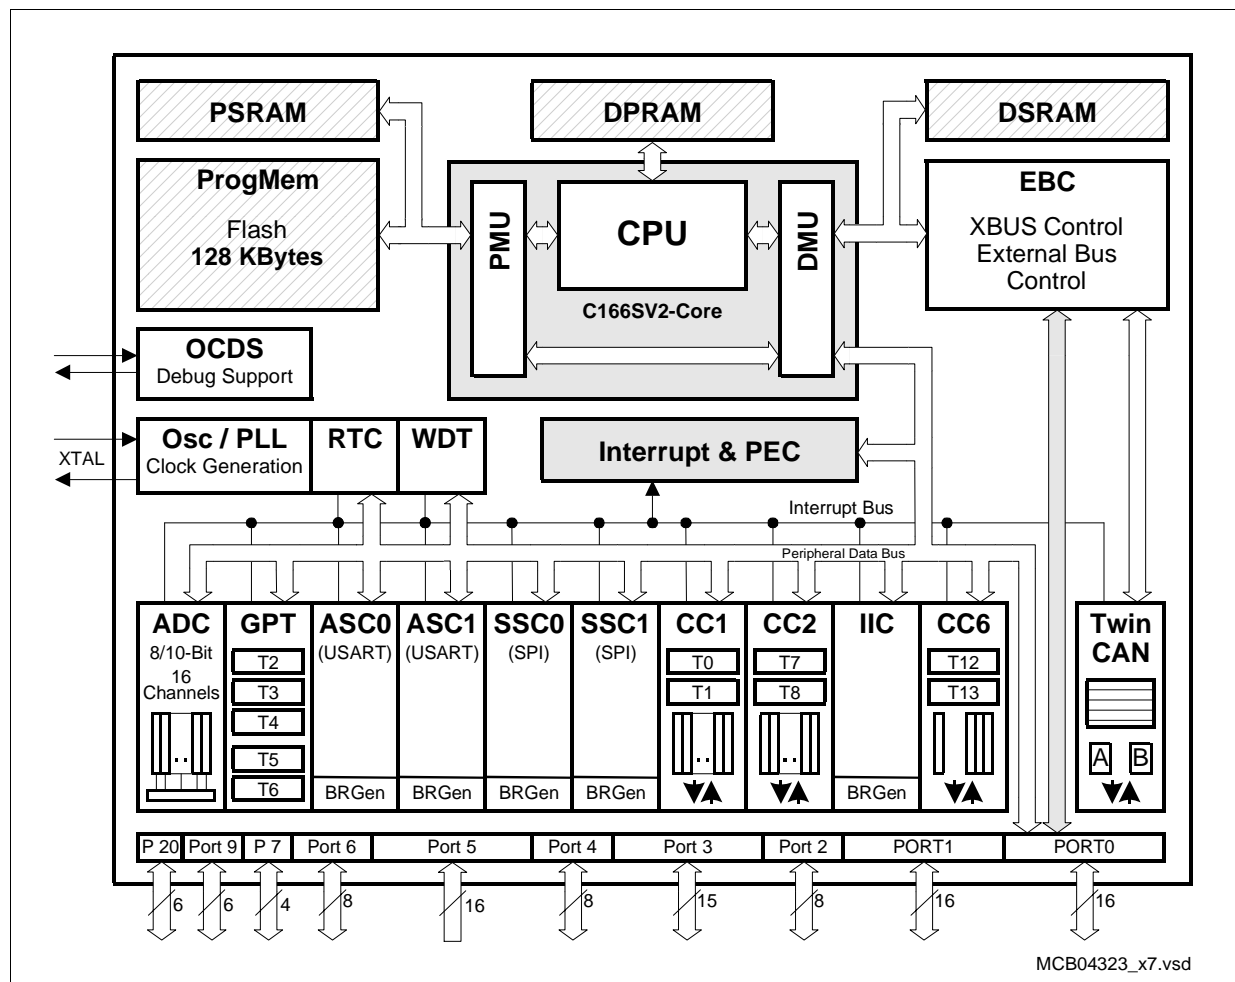 PSRAM
DPRAM
DSRAM
ProgMem
Flash
128 KBytes
PMU
CPU
DMU
C166SV2-Core
EBC
XBUS Control
External Bus
Control
OCDS
Debug Support
Osc / PLL
Clock Generation
RTC
WDT
Interrupt & PEC
XTAL
Interrupt Bus
Peripheral Data Bus
ADC
8/10-Bit
16
Channels
GPT
T2
T3
T4
T5
T6
ASC0
(USART)
BRGen
ASC1
(USART)
BRGen
SSC0
(SPI)
BRGen
SSC1
(SPI)
BRGen
CC1
T0
T1
CC2
T7
T8
IIC
BRGen
CC6
T12
T13
Twin
CAN
A
B
P 20
Port 9
P 7
Port 6
Port 5
Port 4
Port 3
Port 2
PORT1
PORT0
6
6
4
8
16
8
15
8
16
16
MCB04323_x7.vsd